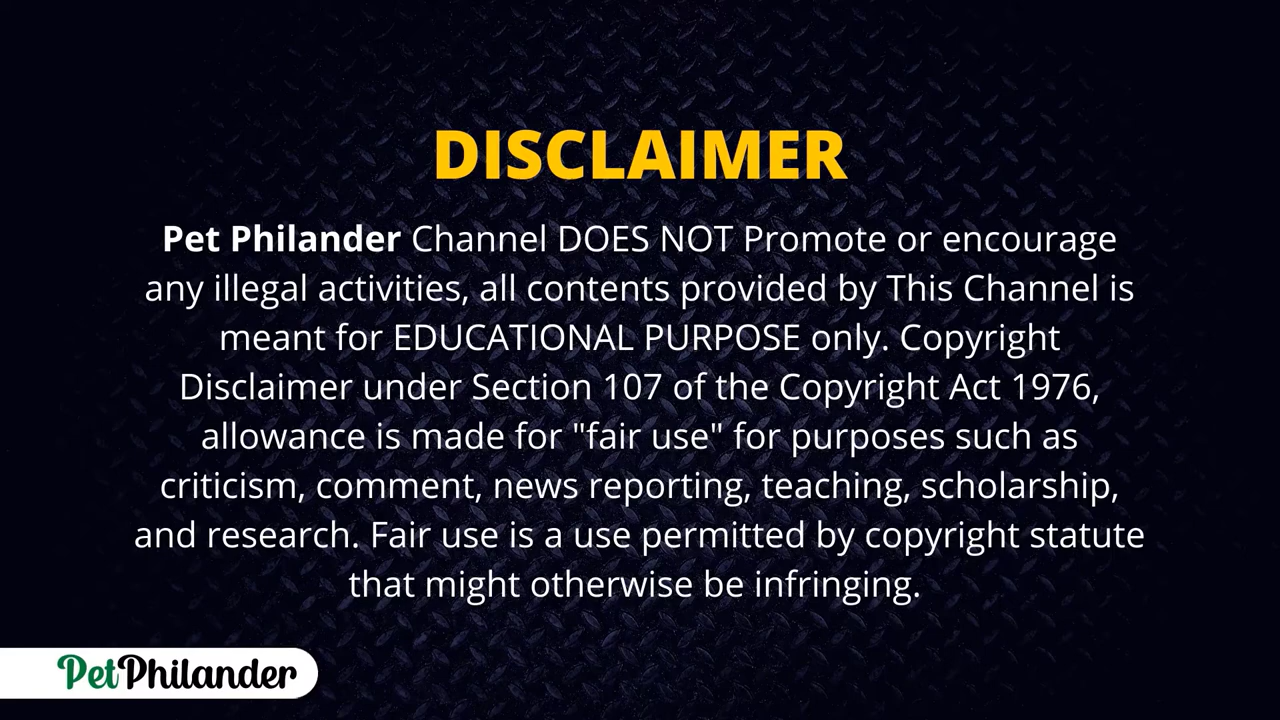 DISCLAIMER
Pet Philander Channel DOES NOT Promote or encourage
any illegal activities, all contents provided by This Channel is
meant for EDUCATIONAL PURPOSE only. Copyright
Disclaimer under Section 107 of the Copyright Act 1976,
allowance is made for "fair use" for purposes such as
criticism, comment, news reporting, teaching, scholarship,
and research. Fair use is a use permitted by copyright statute
that might otherwise be infringing.
PetPhilander